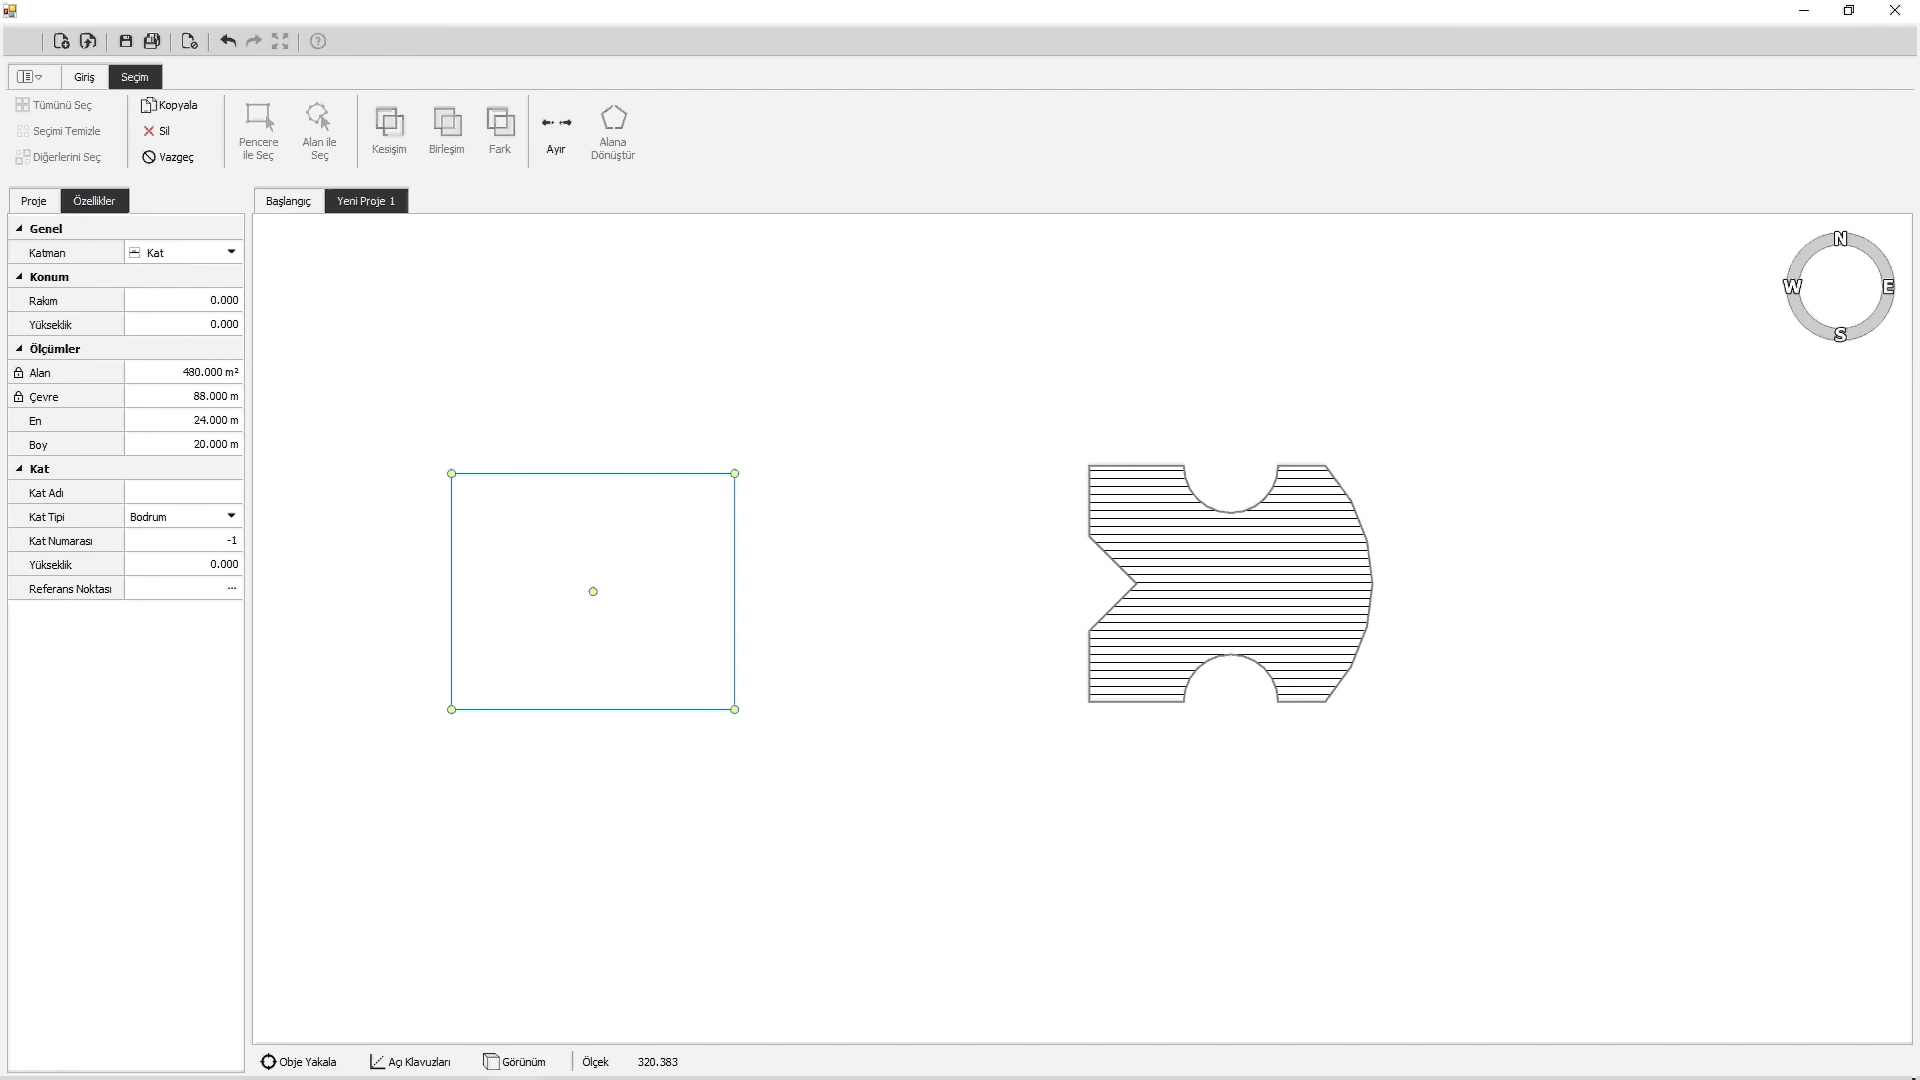 Giriş
Seçim
Tümünü Seç
Seçimi Temizle
Diğerlerini Seç
Kopyala
Sil
Vazgeç
Pencere
ile Seç
Alan ile
Seç
Kesişim
Birleşim
Fark
Ayır
Alana
Dönüştür
Proje
Özellikler
Başlangıç
Yeni Proje 1
Genel
Katman Kat
Konum
Rakım 0.000
Yükseklik 0.000
Ölçümler
Alan 480.000 m²
Çevre 88.000 m
En 24.000 m
Boy 20.000 m
Kat
Kat Adı
Kat Tipi Bodrum
Kat Numarası -1
Yükseklik 0.000
Referans Noktası ...
N
W
E
S
Obje Yakala
Açı Klavuzları
Görünüm
Ölçek 320.383